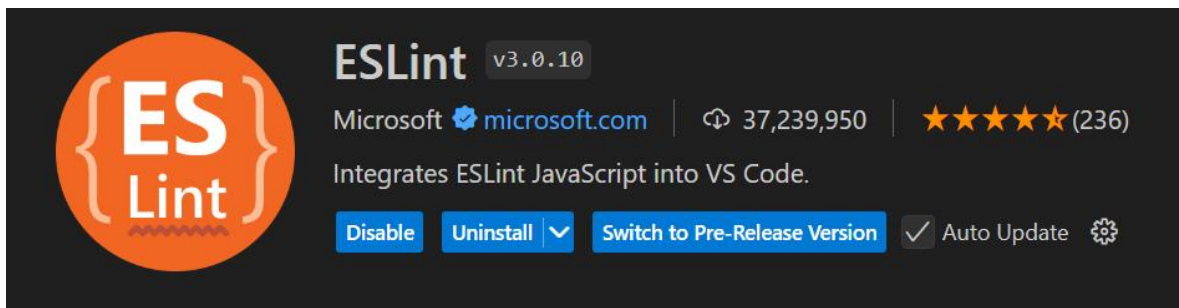 {ES
Lint}
ESLint v3.0.10
Microsoft microsoft.com | 37,239,950 | ★★★★⯪(236)
Integrates ESLint JavaScript into VS Code.
Disable Uninstall Switch to Pre-Release Version Auto Update